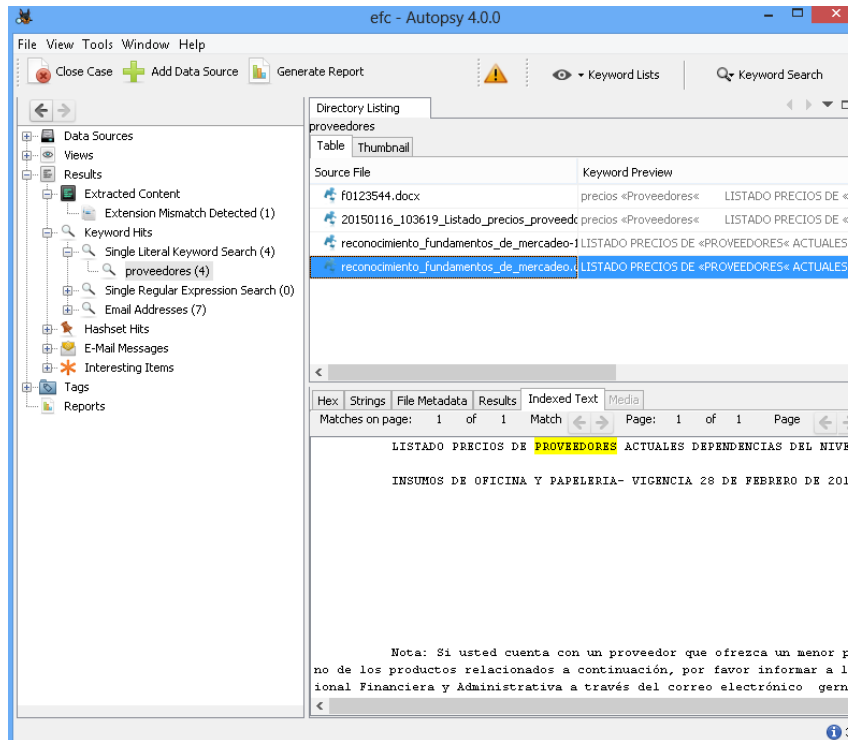 efc - Autopsy 4.0.0
File View Tools Window Help
Close Case Add Data Source Generate Report Keyword Lists Keyword Search
Data Sources
Views
Results
Extracted Content
Extension Mismatch Detected (1)
Keyword Hits
Single Literal Keyword Search (4)
proveedores (4)
Single Regular Expression Search (0)
Email Addresses (7)
Hashset Hits
E-Mail Messages
Interesting Items
Tags
Reports
Directory Listing
proveedores
Table Thumbnail
Source File Keyword Preview
f0123544.docx precios «Proveedores« LISTADO PRECIOS DE «
20150116_103619_Listado_precios_proveedo precios «Proveedores« LISTADO PRECIOS DE «
reconocimiento_fundamentos_de_mercadeo-1 LISTADO PRECIOS DE «PROVEEDORES« ACTUALES
reconocimiento_fundamentos_de_mercadeo. LISTADO PRECIOS DE «PROVEEDORES« ACTUALES
Hex Strings File Metadata Results Indexed Text Media
Matches on page: 1 of 1 Match Page: 1 of 1 Page
LISTADO PRECIOS DE PROVEEDORES ACTUALES DEPENDENCIAS DEL NIVE
INSUMOS DE OFICINA Y PAPELERIA- VIGENCIA 28 DE FEBRERO DE 201
Nota: Si usted cuenta con un proveedor que ofrezca un menor p
no de los productos relacionados a continuación, por favor informar a l
ional Financiera y Administrativa a través del correo electrónico gern